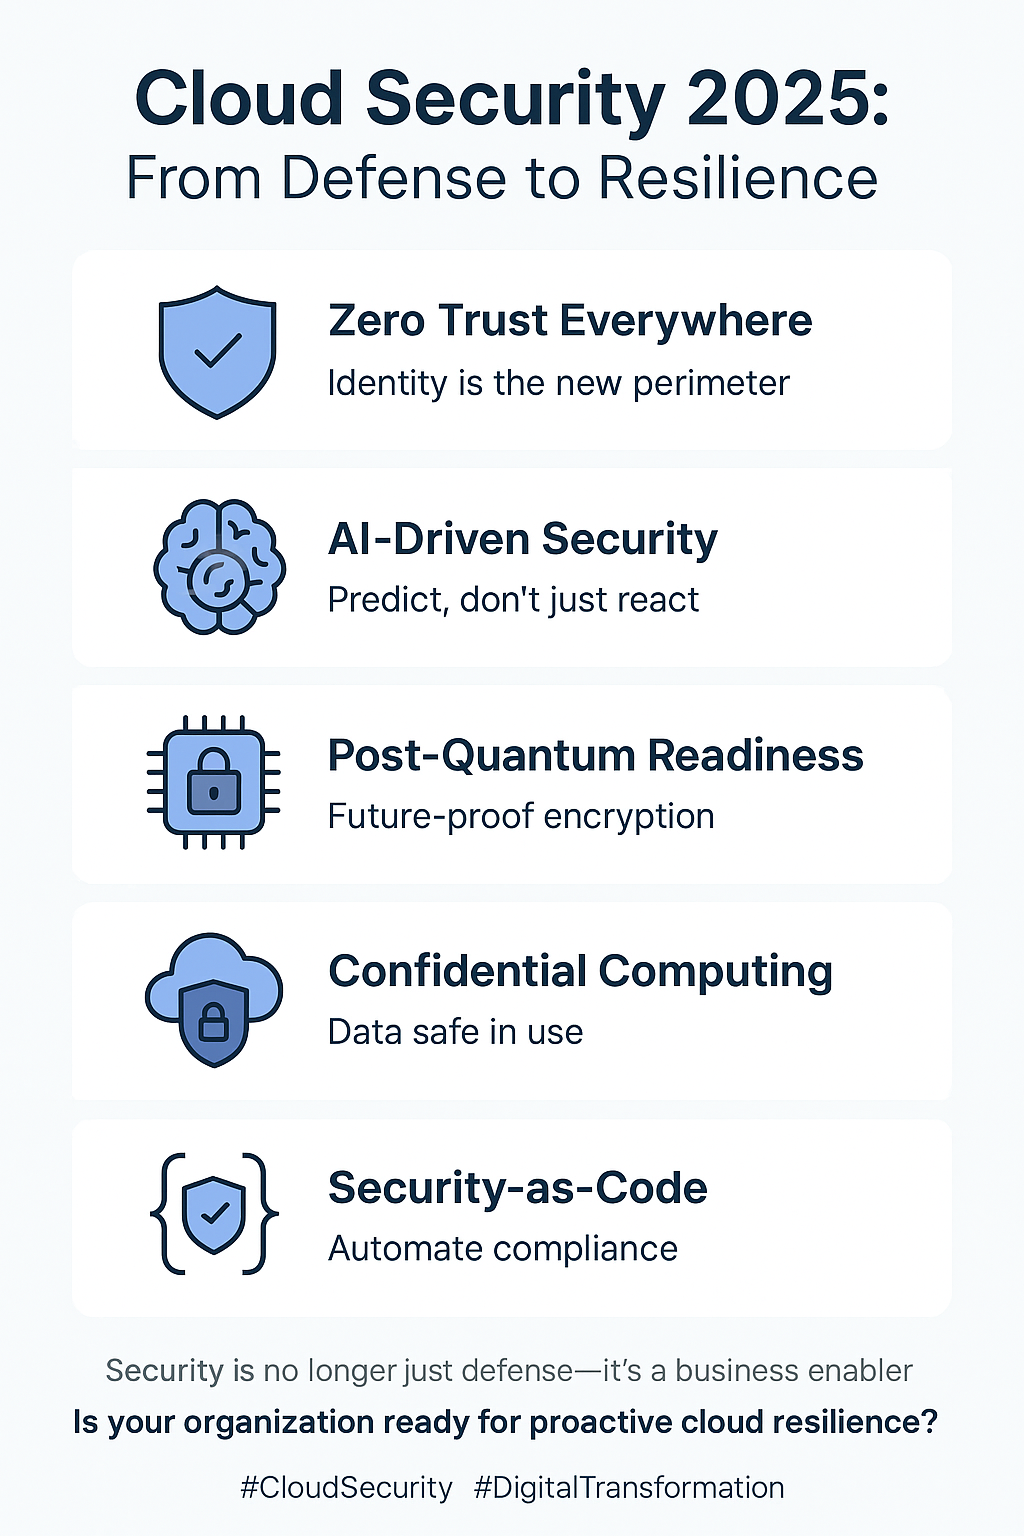 Cloud Security 2025:
From Defense to Resilience
Zero Trust Everywhere
Identity is the new perimeter
AI-Driven Security
Predict, don't just react
Post-Quantum Readiness
Future-proof encryption
Confidential Computing
Data safe in use
Security-as-Code
Automate compliance
Security is no longer just defense—it’s a business enabler
Is your organization ready for proactive cloud resilience?
#CloudSecurity #DigitalTransformation